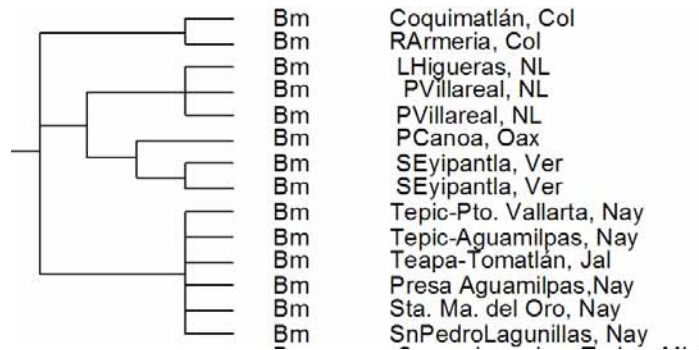 Bm Coquimatlán, Col
Bm RArmeria, Col
Bm LHigueras, NL
Bm PVillareal, NL
Bm PVillareal, NL
Bm PCanoa, Oax
Bm SEyipantla, Ver
Bm SEyipantla, Ver
Bm Tepic-Pto. Vallarta, Nay
Bm Tepic-Aguamilpas, Nay
Bm Teapa-Tomatlán, Jal
Bm Presa Aguamilpas,Nay
Bm Sta. Ma. del Oro, Nay
Bm SnPedroLagunillas, Nay